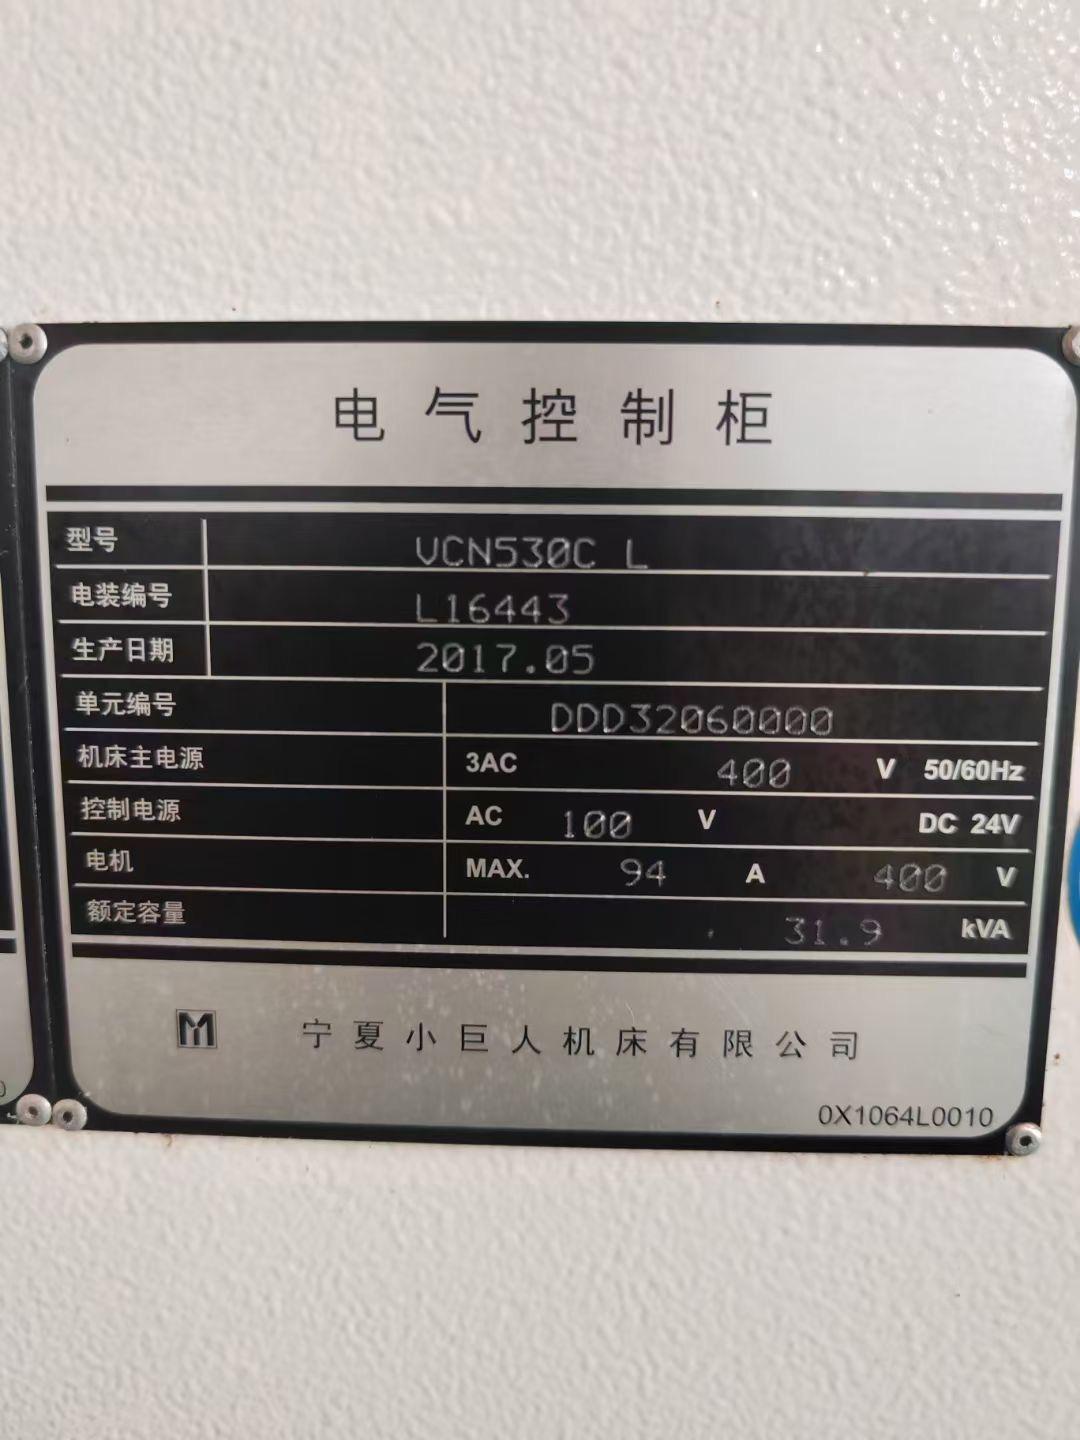 电气控制柜
型号 VCN530C L
电装编号 L16443
生产日期 2017.05
单元编号 DDD32060000
机床主电源 3AC 400 V 50/60Hz
控制电源 AC 100 V DC 24V
电机 MAX. 94 A 400 V
额定容量 31.9 kVA
宁夏小巨人机床有限公司
0X1064L0010